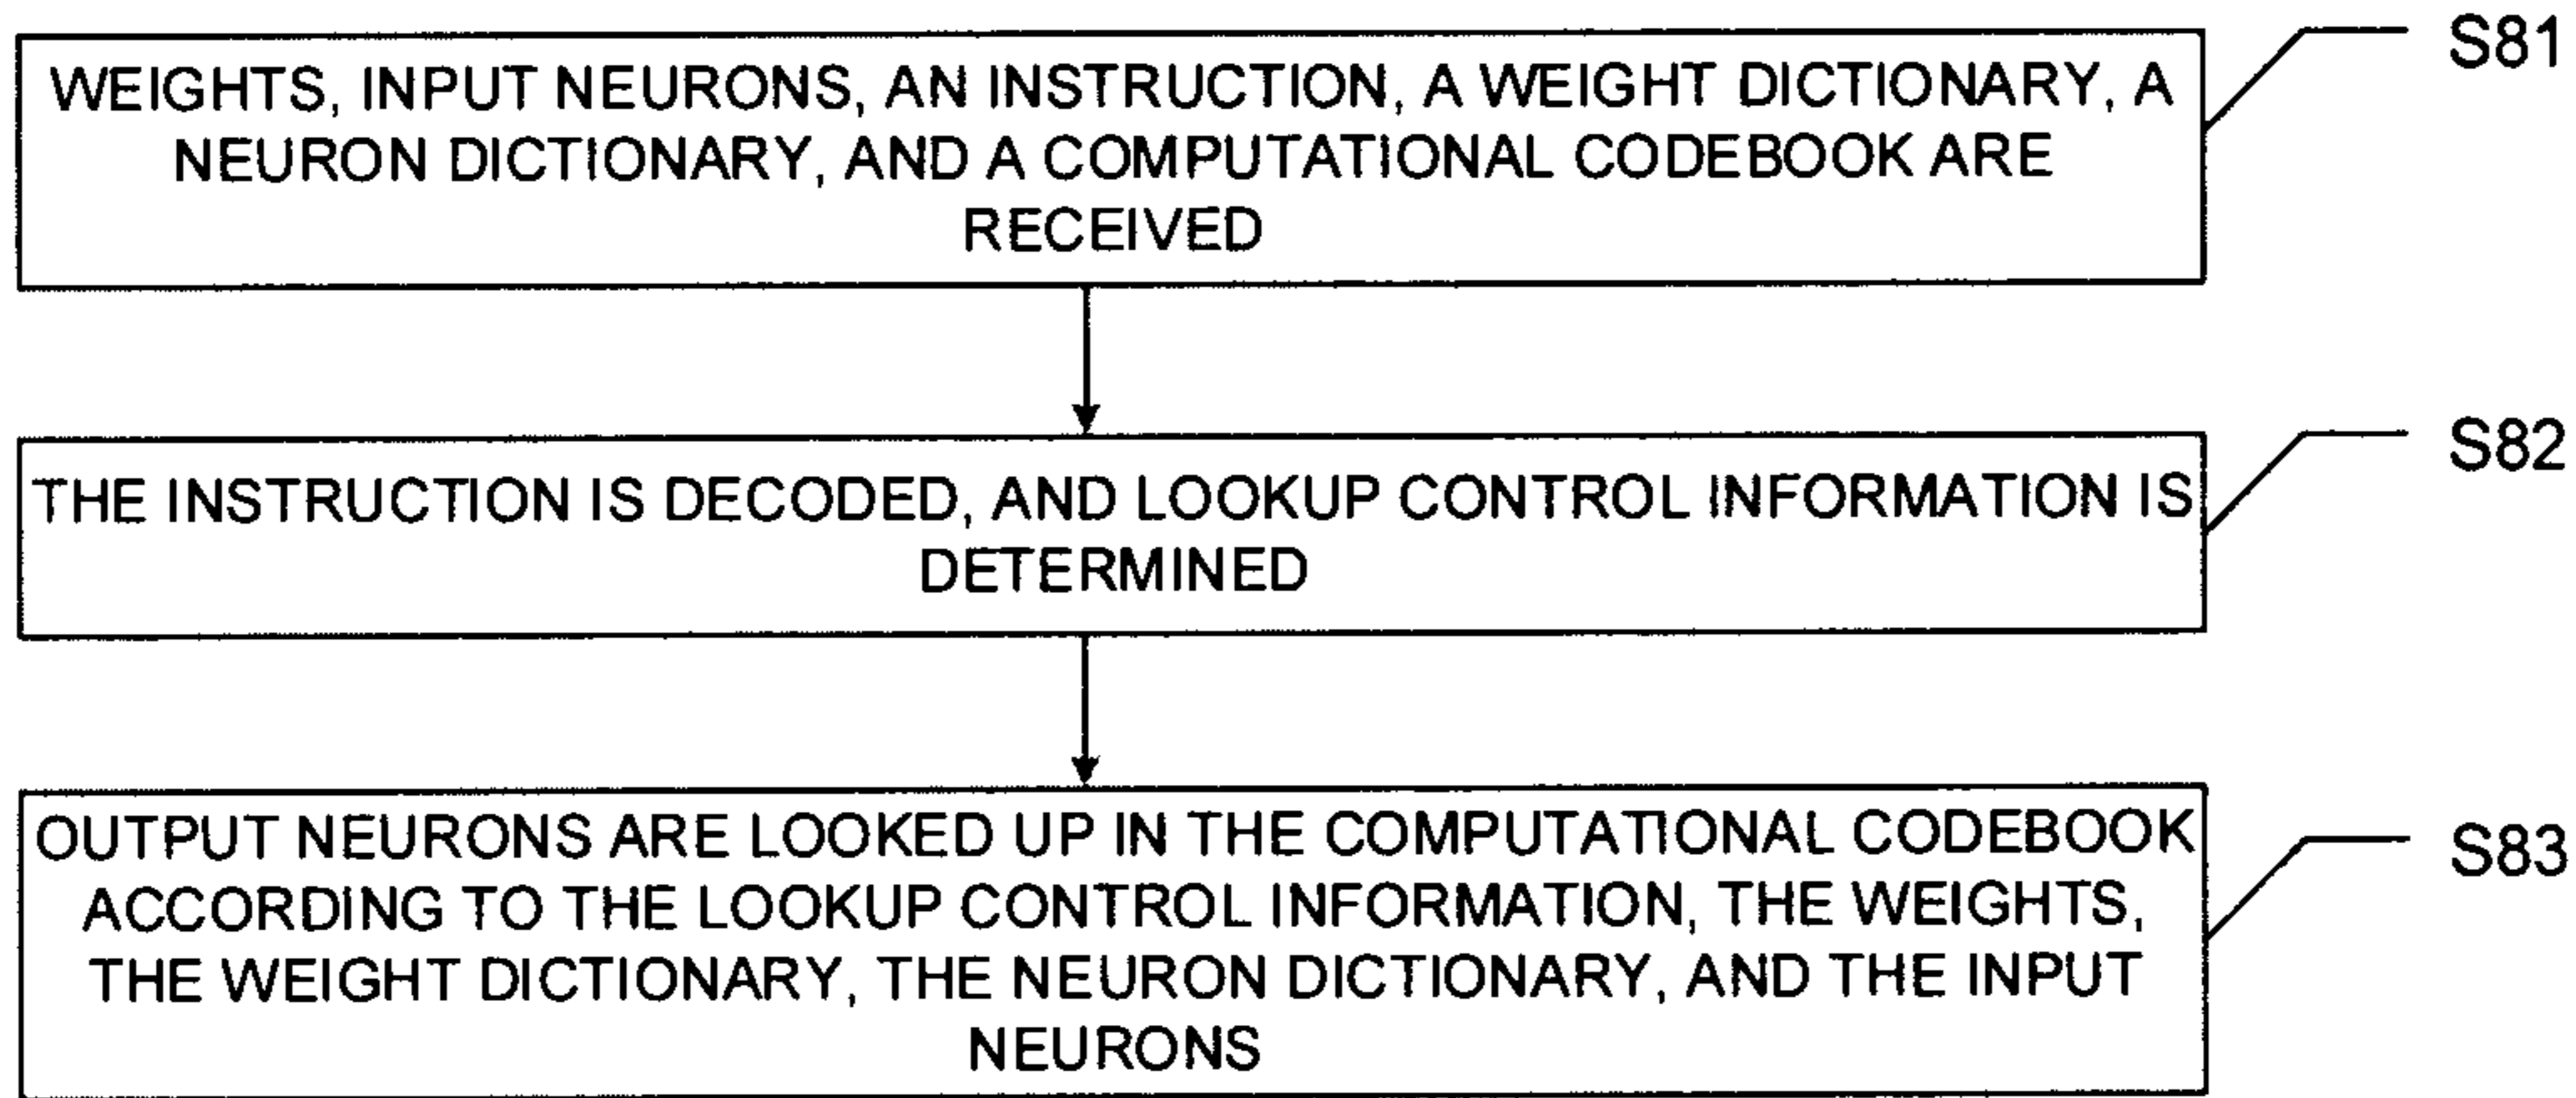 WEIGHTS, INPUT NEURONS, AN INSTRUCTION, A WEIGHT DICTIONARY, A
NEURON DICTIONARY, AND A COMPUTATIONAL CODEBOOK ARE
RECEIVED
S81
THE INSTRUCTION IS DECODED, AND LOOKUP CONTROL INFORMATION IS
DETERMINED
S82
OUTPUT NEURONS ARE LOOKED UP IN THE COMPUTATIONAL CODEBOOK
ACCORDING TO THE LOOKUP CONTROL INFORMATION, THE WEIGHTS,
THE WEIGHT DICTIONARY, THE NEURON DICTIONARY, AND THE INPUT
NEURONS
S83